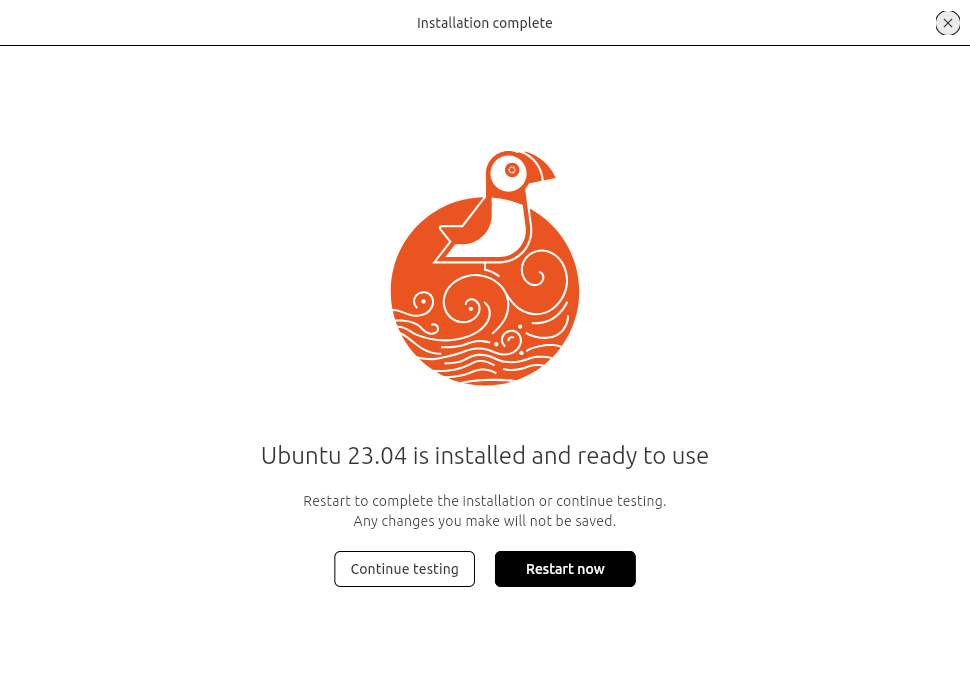 Installation complete
Ubuntu 23.04 is installed and ready to use
Restart to complete the installation or continue testing.
Any changes you make will not be saved.
Continue testing
Restart now